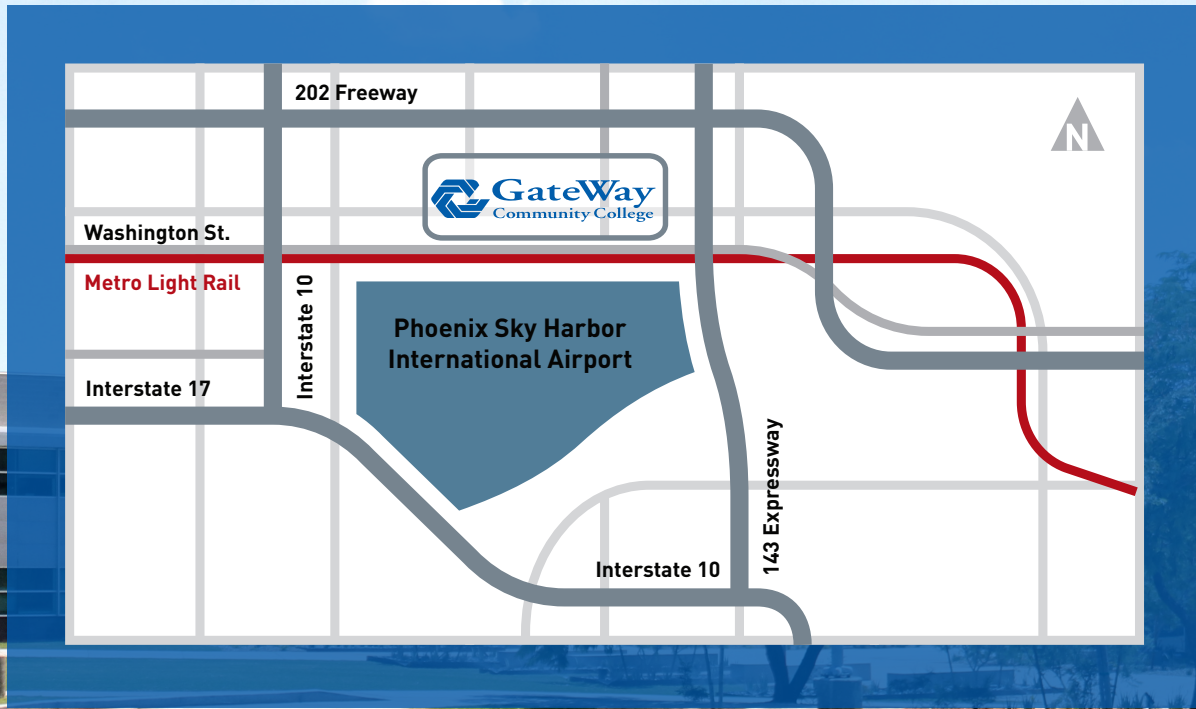 202 Freeway
N
GateWay
Community College
Washington St.
Metro Light Rail
Interstate 10
Phoenix Sky Harbor
International Airport
Interstate 17
143 Expressway
Interstate 10